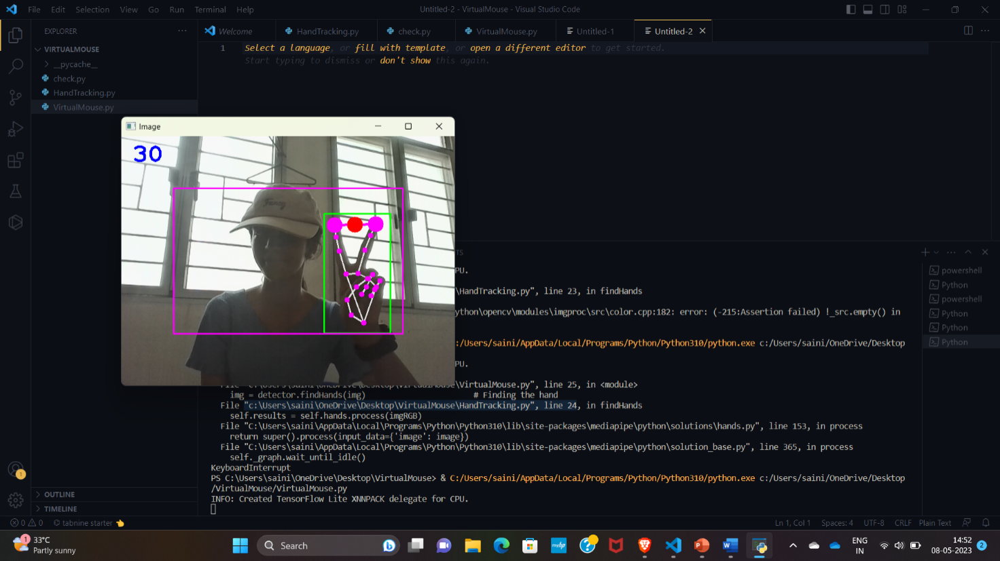 File Edit Selection View Go Run Terminal Help
Untitled-2 - VirtualMouse - Visual Studio Code
EXPLORER
Welcome HandTracking.py check.py VirtualMouse.py Untitled-1 Untitled-2
VIRTUALMOUSE
__pycache__
check.py
HandTracking.py
VirtualMouse.py
1 Select a language, or fill with template, or open a different editor to get started.
Start typing to dismiss or don't show this again.
Image
30
Fancy
TS
PU.
\HandTracking.py", line 23, in findHands
ython\opencv\modules\imgproc\src\color.cpp:182: error: (-215:Assertion failed) !_src.empty() in
:/Users/saini/AppData/Local/Programs/Python/Python310/python.exe c:/Users/saini/OneDrive/Desktop
PU.
File "c:\Users\saini\OneDrive\Desktop\VirtualMouse\VirtualMouse.py", line 25, in <module>
img = detector.findHands(img) # Finding the hand
File "c:\Users\saini\OneDrive\Desktop\VirtualMouse\HandTracking.py", line 24, in findHands
self.results = self.hands.process(imgRGB)
File "C:\Users\saini\AppData\Local\Programs\Python\Python310\lib\site-packages\mediapipe\python\solutions\hands.py", line 153, in process
return super().process(input_data={'image': image})
File "C:\Users\saini\AppData\Local\Programs\Python\Python310\lib\site-packages\mediapipe\python\solution_base.py", line 365, in process
self._graph.wait_until_idle()
KeyboardInterrupt
PS C:\Users\saini\OneDrive\Desktop\VirtualMouse> & C:/Users/saini/AppData/Local/Programs/Python/Python310/python.exe c:/Users/saini/OneDrive/Desktop
/VirtualMouse/VirtualMouse.py
INFO: Created TensorFlow Lite XNNPACK delegate for CPU.
powershell
Python
powershell
Python
Python
Python
1
OUTLINE
TIMELINE
0 0 tabnine starter
Ln 1, Col 1 Spaces: 4 UTF-8 CRLF Plain Text
1
33°C
Partly sunny
Search
myhp
ENG
IN
14:52
08-05-2023
2